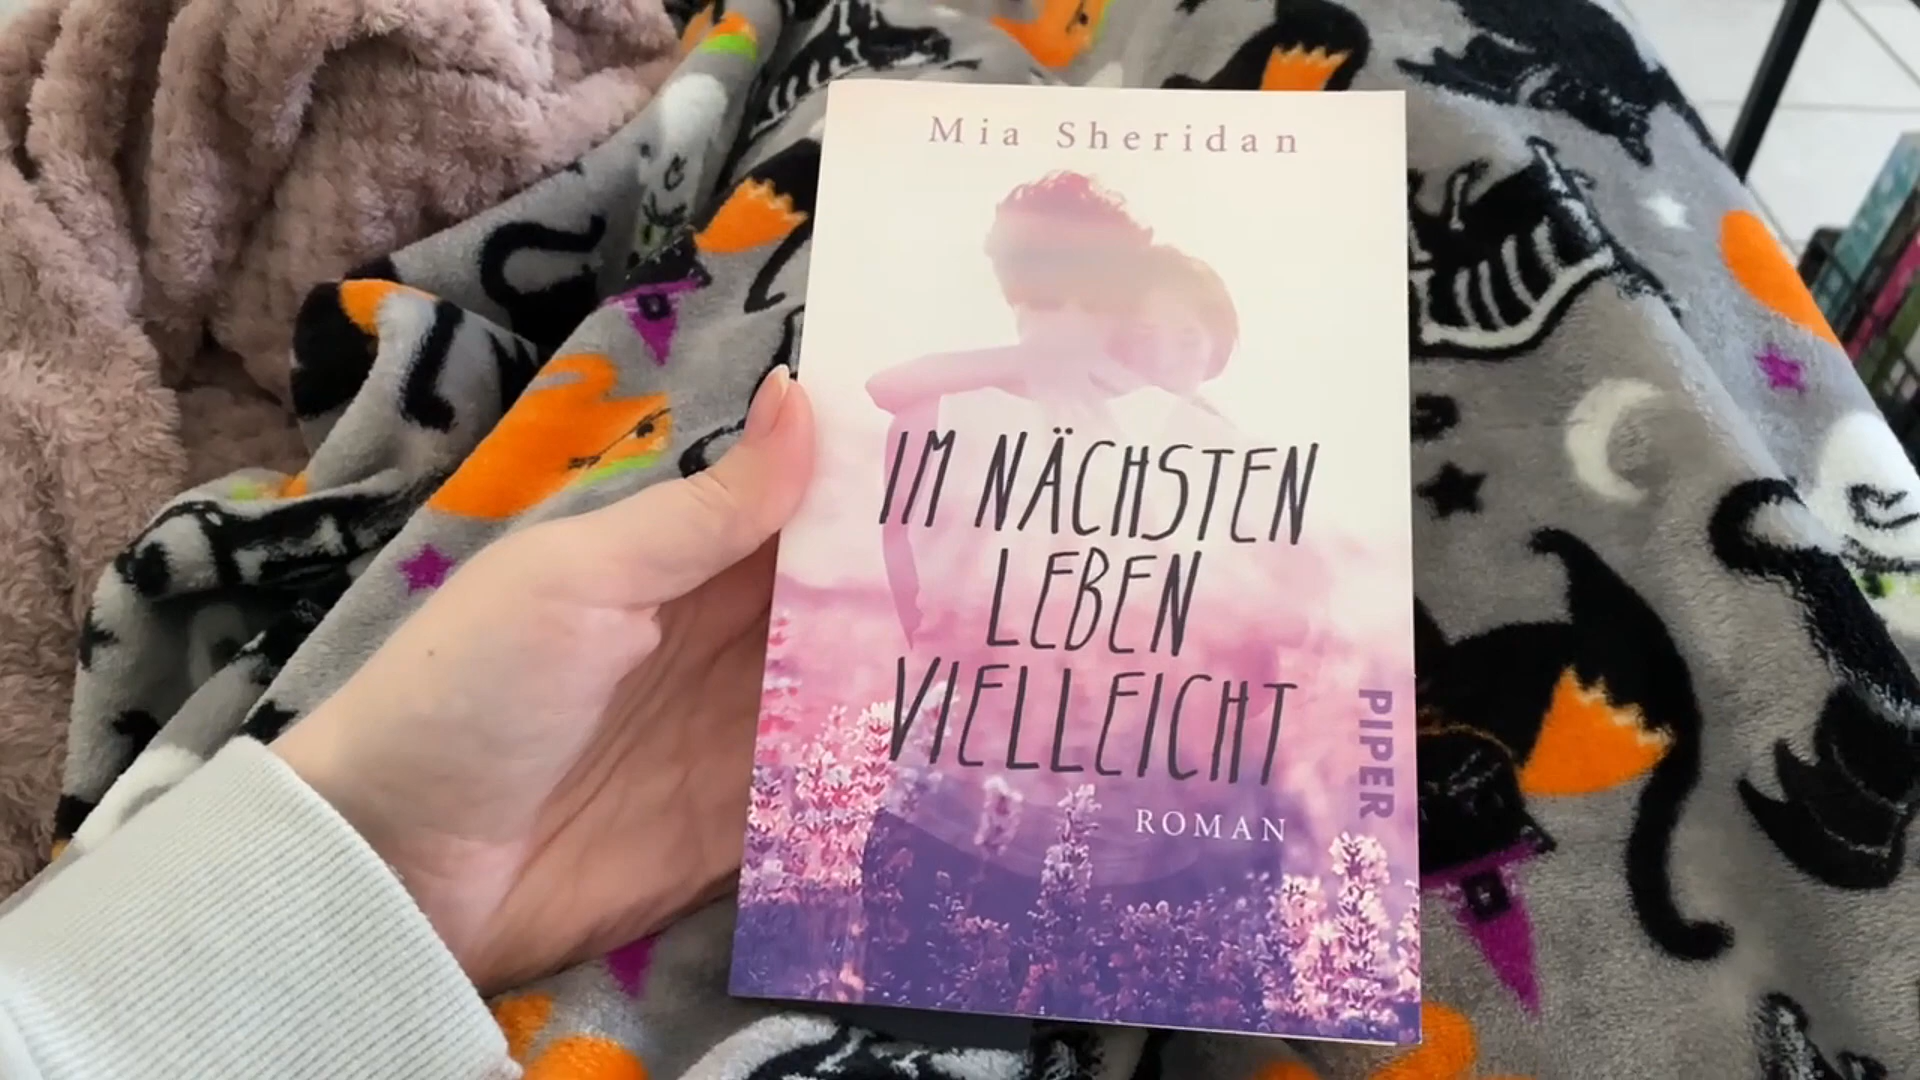 Mia Sheridan
IM NÄCHSTEN
LEBEN
VIELLEICHT
ROMAN
PIPER